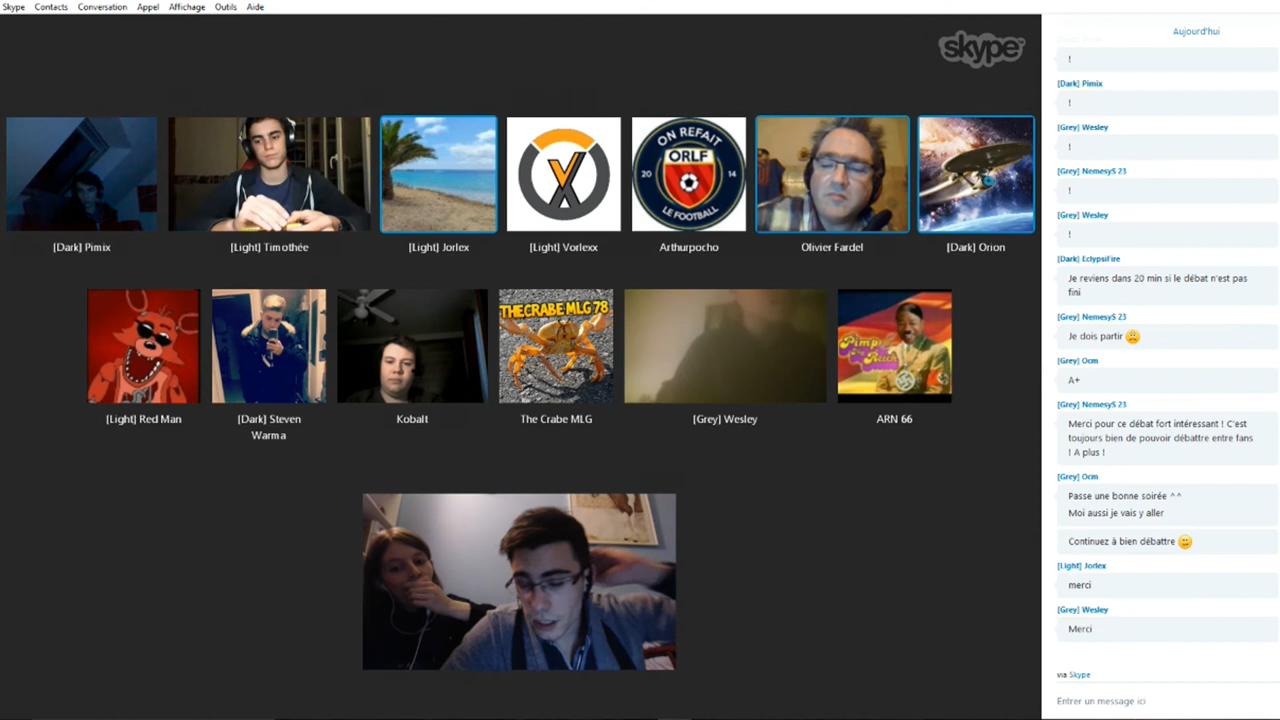 Skype Contacts Conversation Appel Affichage Outils Aide
skype™
[Dark] Pimix
[Light] Timothée
[Light] Jorlex
[Light] Vorlexx
ON REFAIT
ORLF
20 14
LE FOOTBALL
Arthurpocho
Olivier Fardel
[Dark] Orion
[Light] Red Man
[Dark] Steven
Warma
Kobalt
THE CRABE MLG 78
The Crabe MLG
[Grey] Wesley
Pimp
Reich
ARN 66
Aujourd'hui
!
[Dark] Pimix
!
[Grey] Wesley
!
[Grey] NemesyS 23
!
[Grey] Wesley
!
[Dark] EclypsiFire
Je reviens dans 20 min si le débat n'est pas
fini
[Grey] NemesyS 23
Je dois partir
[Grey] Ocm
A+
[Grey] NemesyS 23
Merci pour ce débat fort intéressant ! C'est
toujours bien de pouvoir débattre entre fans
! A plus !
[Grey] Ocm
Passe une bonne soirée ^^
Moi aussi je vais y aller
Continuez à bien débattre
[Light] Jorlex
merci
[Grey] Wesley
Merci
via Skype
Entrer un message ici